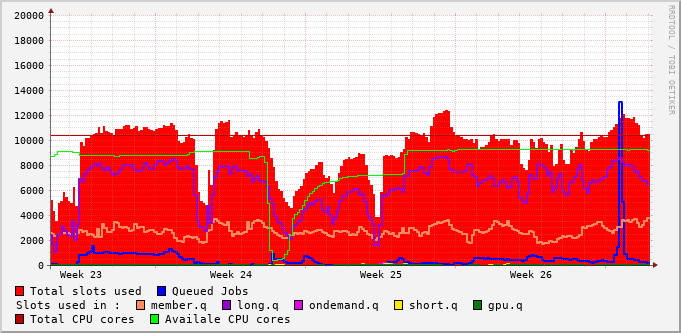 20000
18000
16000
14000
12000
10000
8000
6000
4000
2000
0
Week 23 Week 24 Week 25 Week 26
Total slots used Queued Jobs
Slots used in : member.q long.q ondemand.q short.q gpu.q
Total CPU cores Availale CPU cores
RRDTOOL / TOBI OETIKER